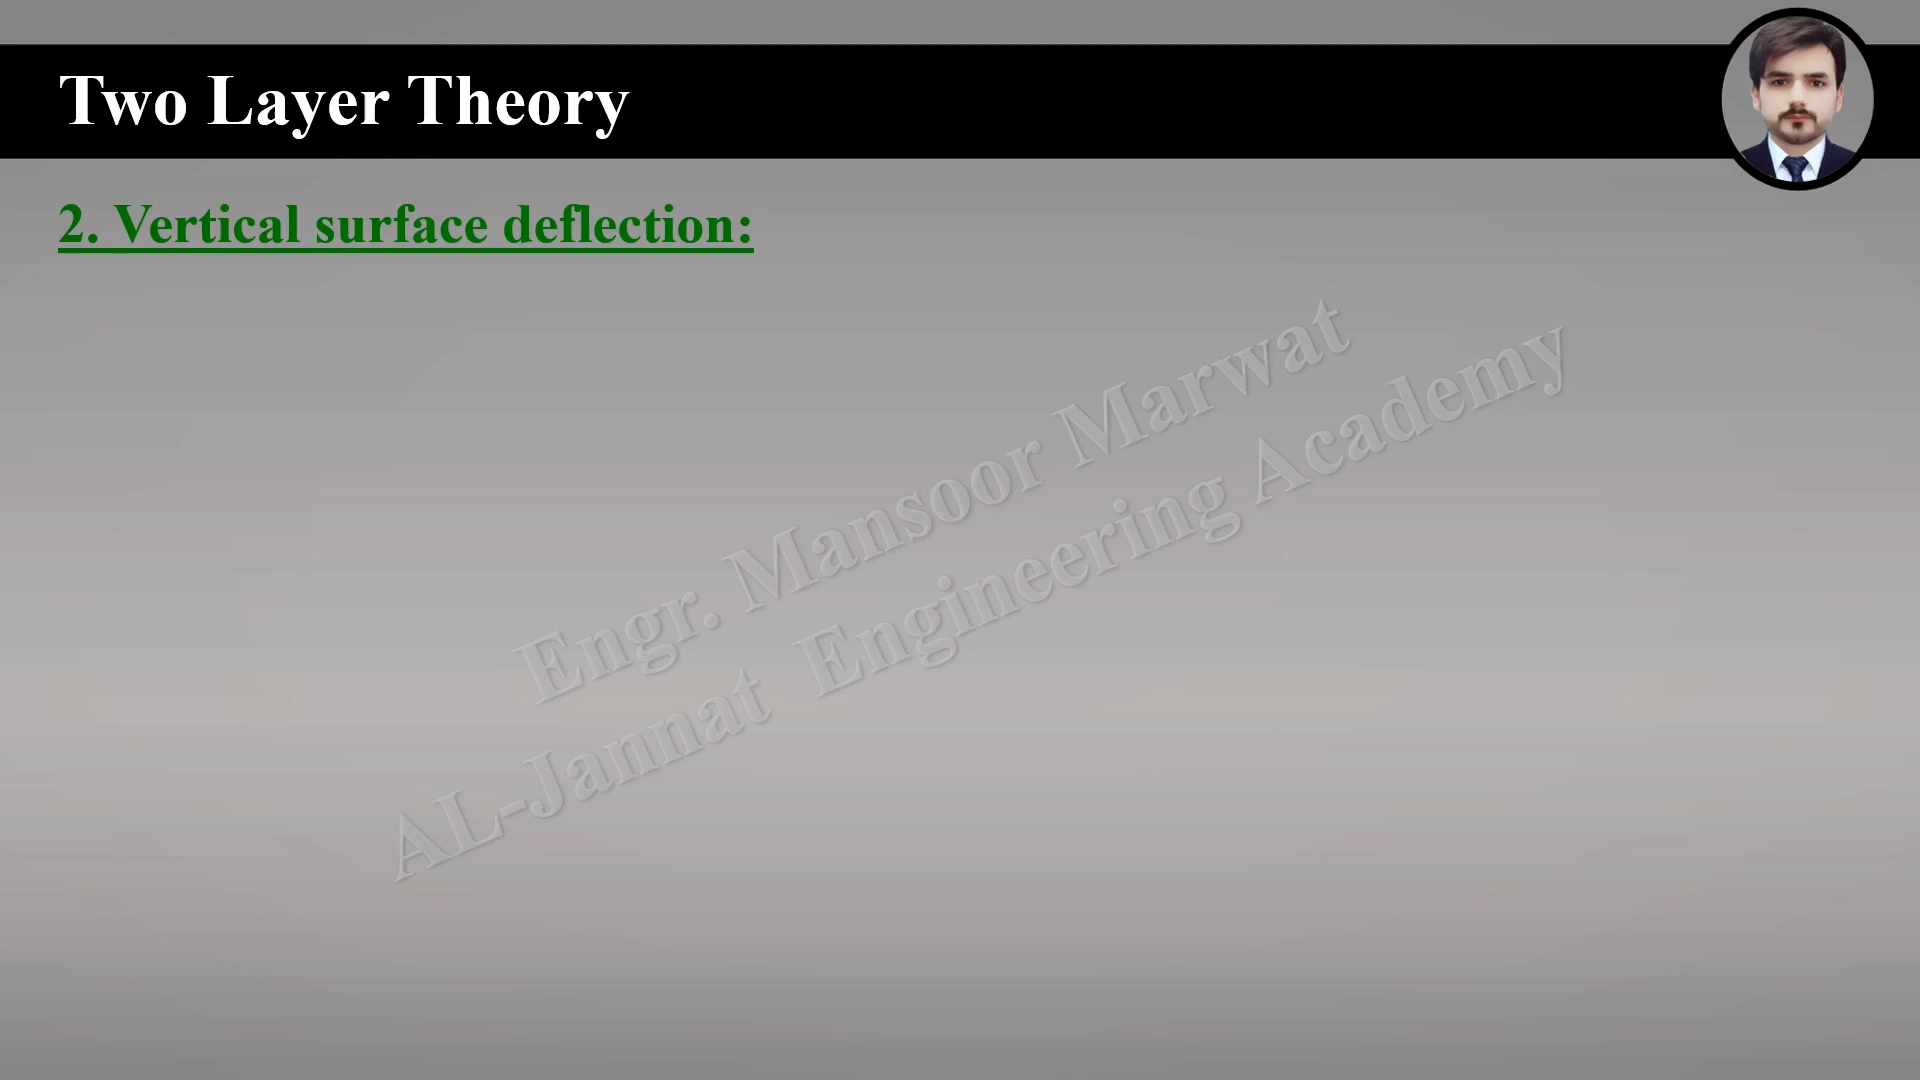 Two Layer Theory
2. Vertical surface deflection:
Engr. Mansoor Marwat
AL-Jannat Engineering Academy